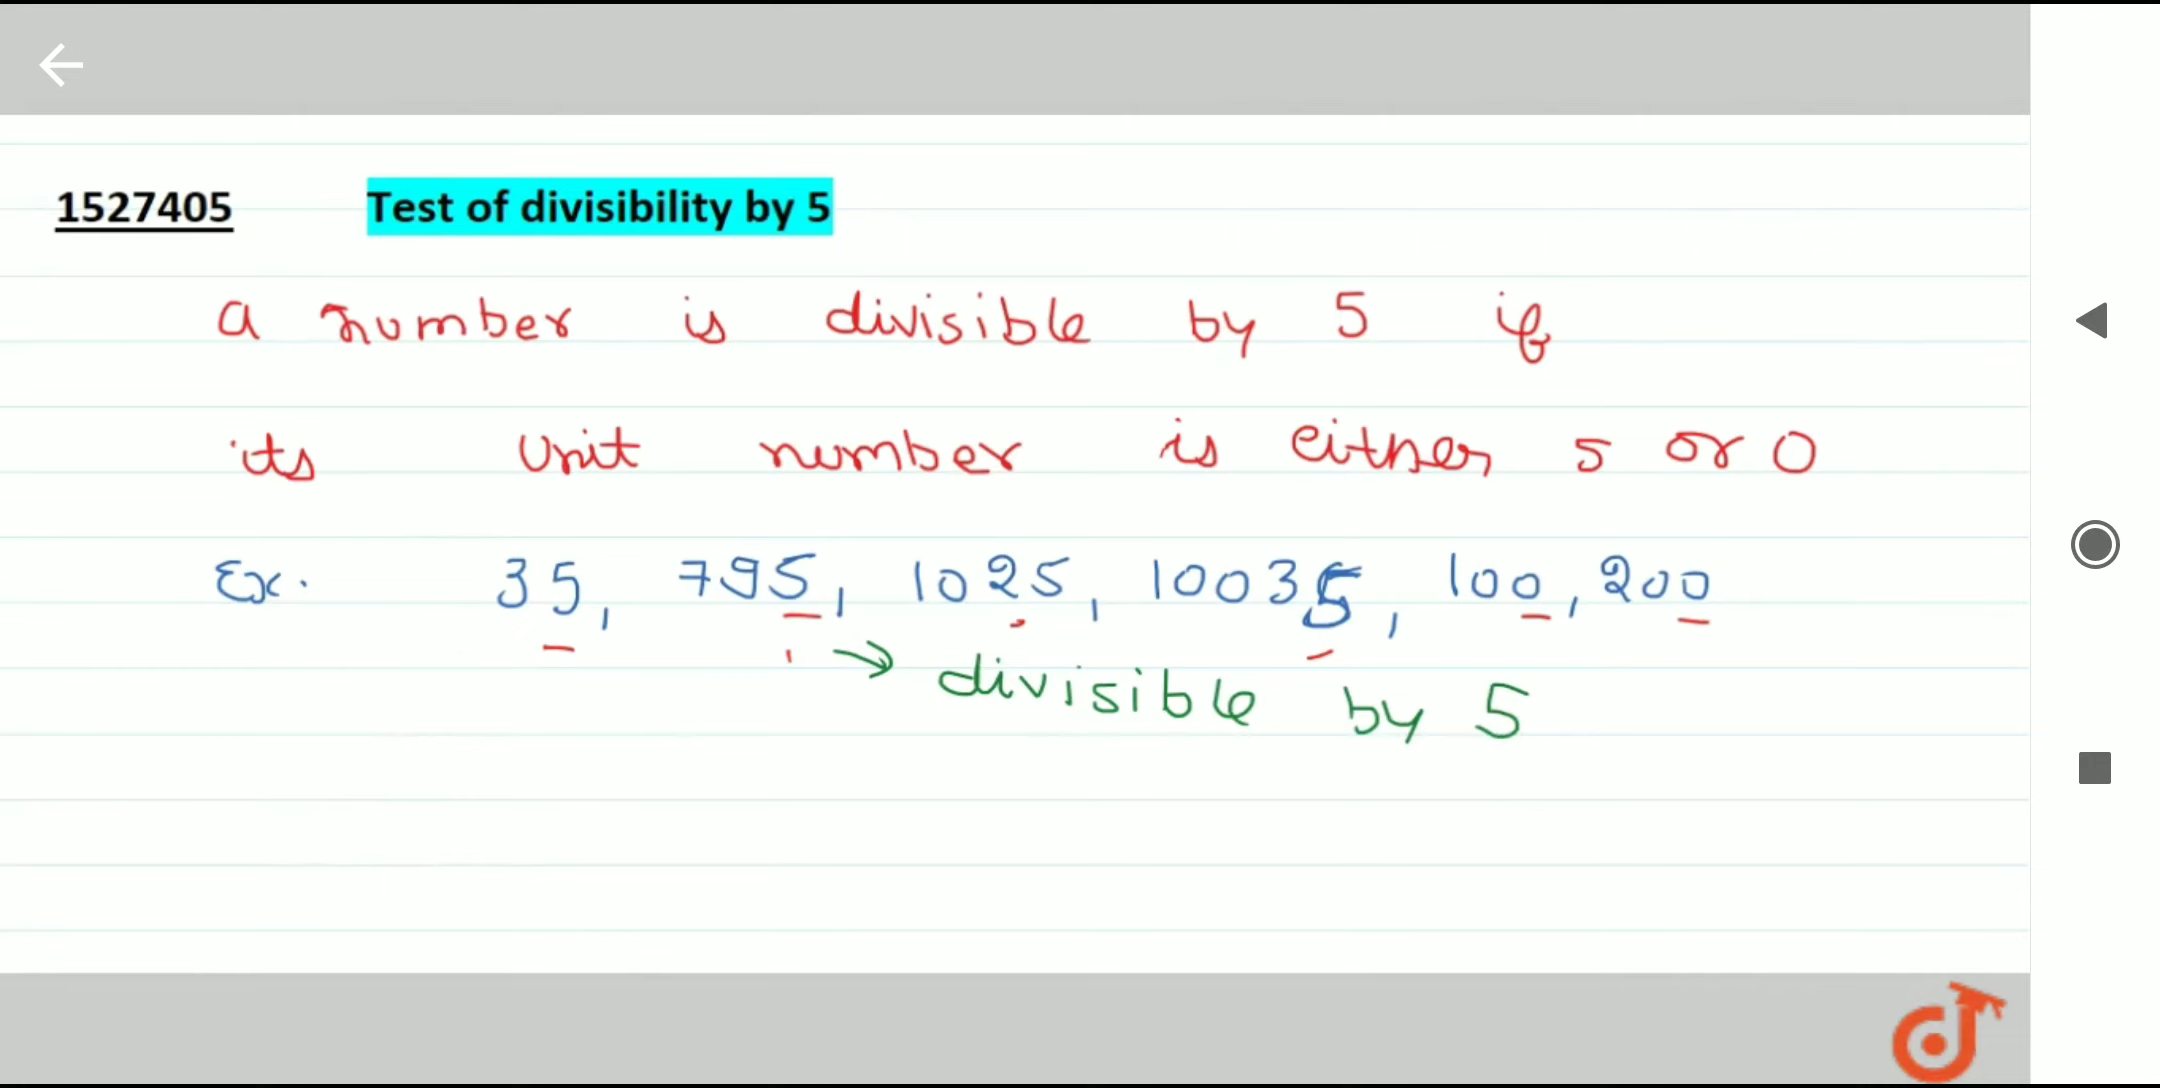 1527405 Test of divisibility by 5
a number is divisible by 5 if
its unit number is either 5 or 0
Ex. 35, 795, 1025, 10035, 100, 200
→ divisible by 5